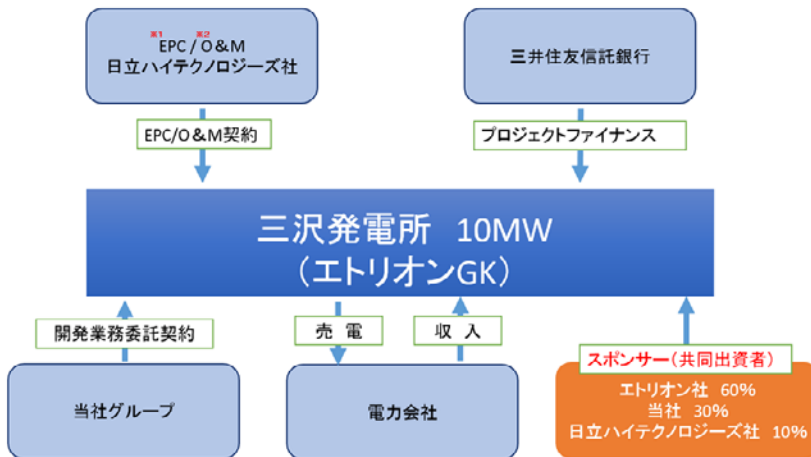 ※1 ※2
EPC/O&M
日立ハイテクノロジーズ社
三井住友信託銀行
EPC/O&M契約
プロジェクトファイナンス
三沢発電所 10MW
（エトリオンGK）
開発業務委託契約
売 電
収 入
スポンサー（共同出資者）
当社グループ
電力会社
エトリオン社 60%
当社 30%
日立ハイテクノロジーズ社 10%